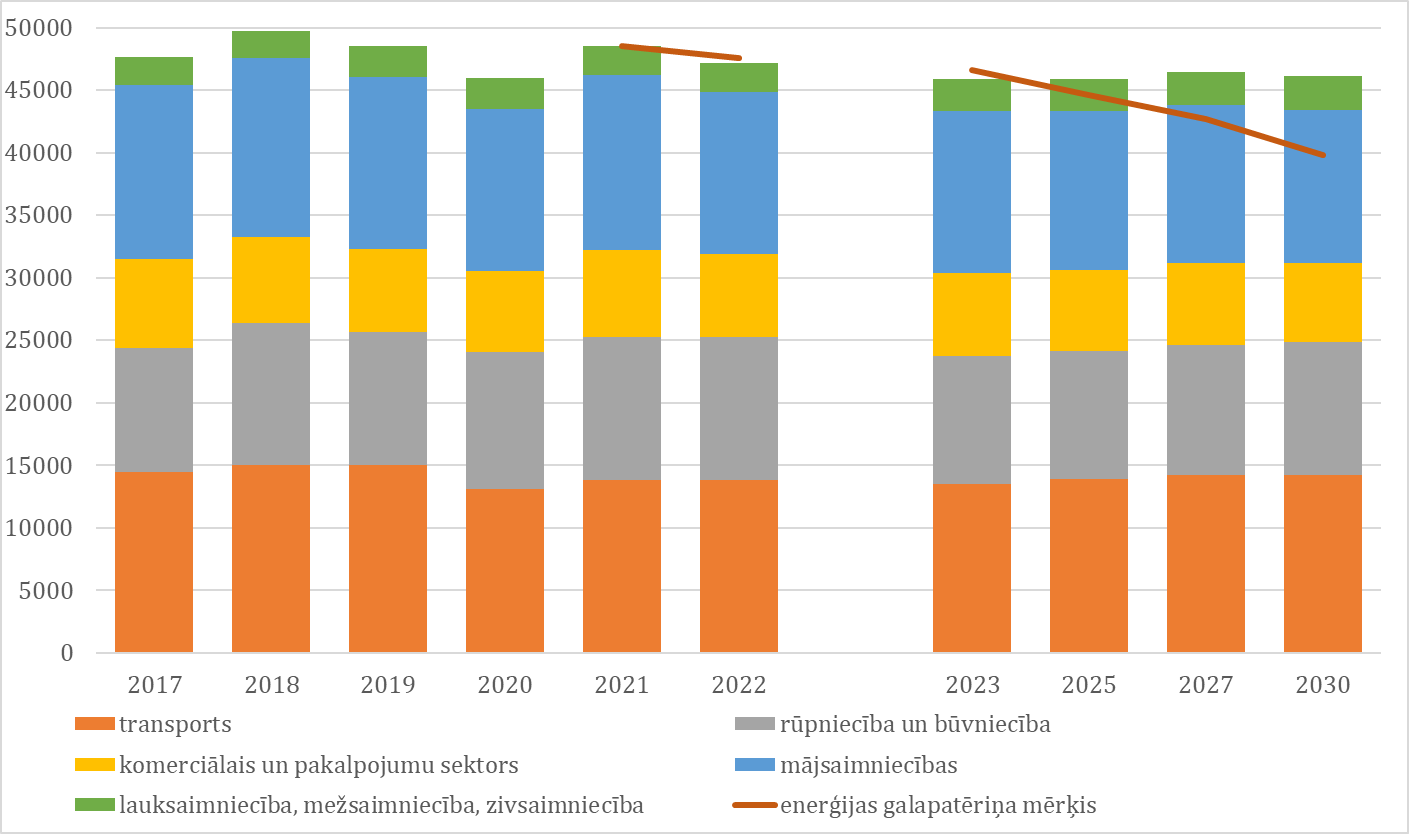 50000
45000
40000
35000
30000
25000
20000
15000
10000
5000
0
2017 2018 2019 2020 2021 2022 2023 2025 2027 2030
transports rūpniecība un būvniecība
komerciālais un pakalpojumu sektors mājsaimniecības
lauksaimniecība, mežsaimniecība, zivsaimniecība enerģijas galapatēriņa mērķis